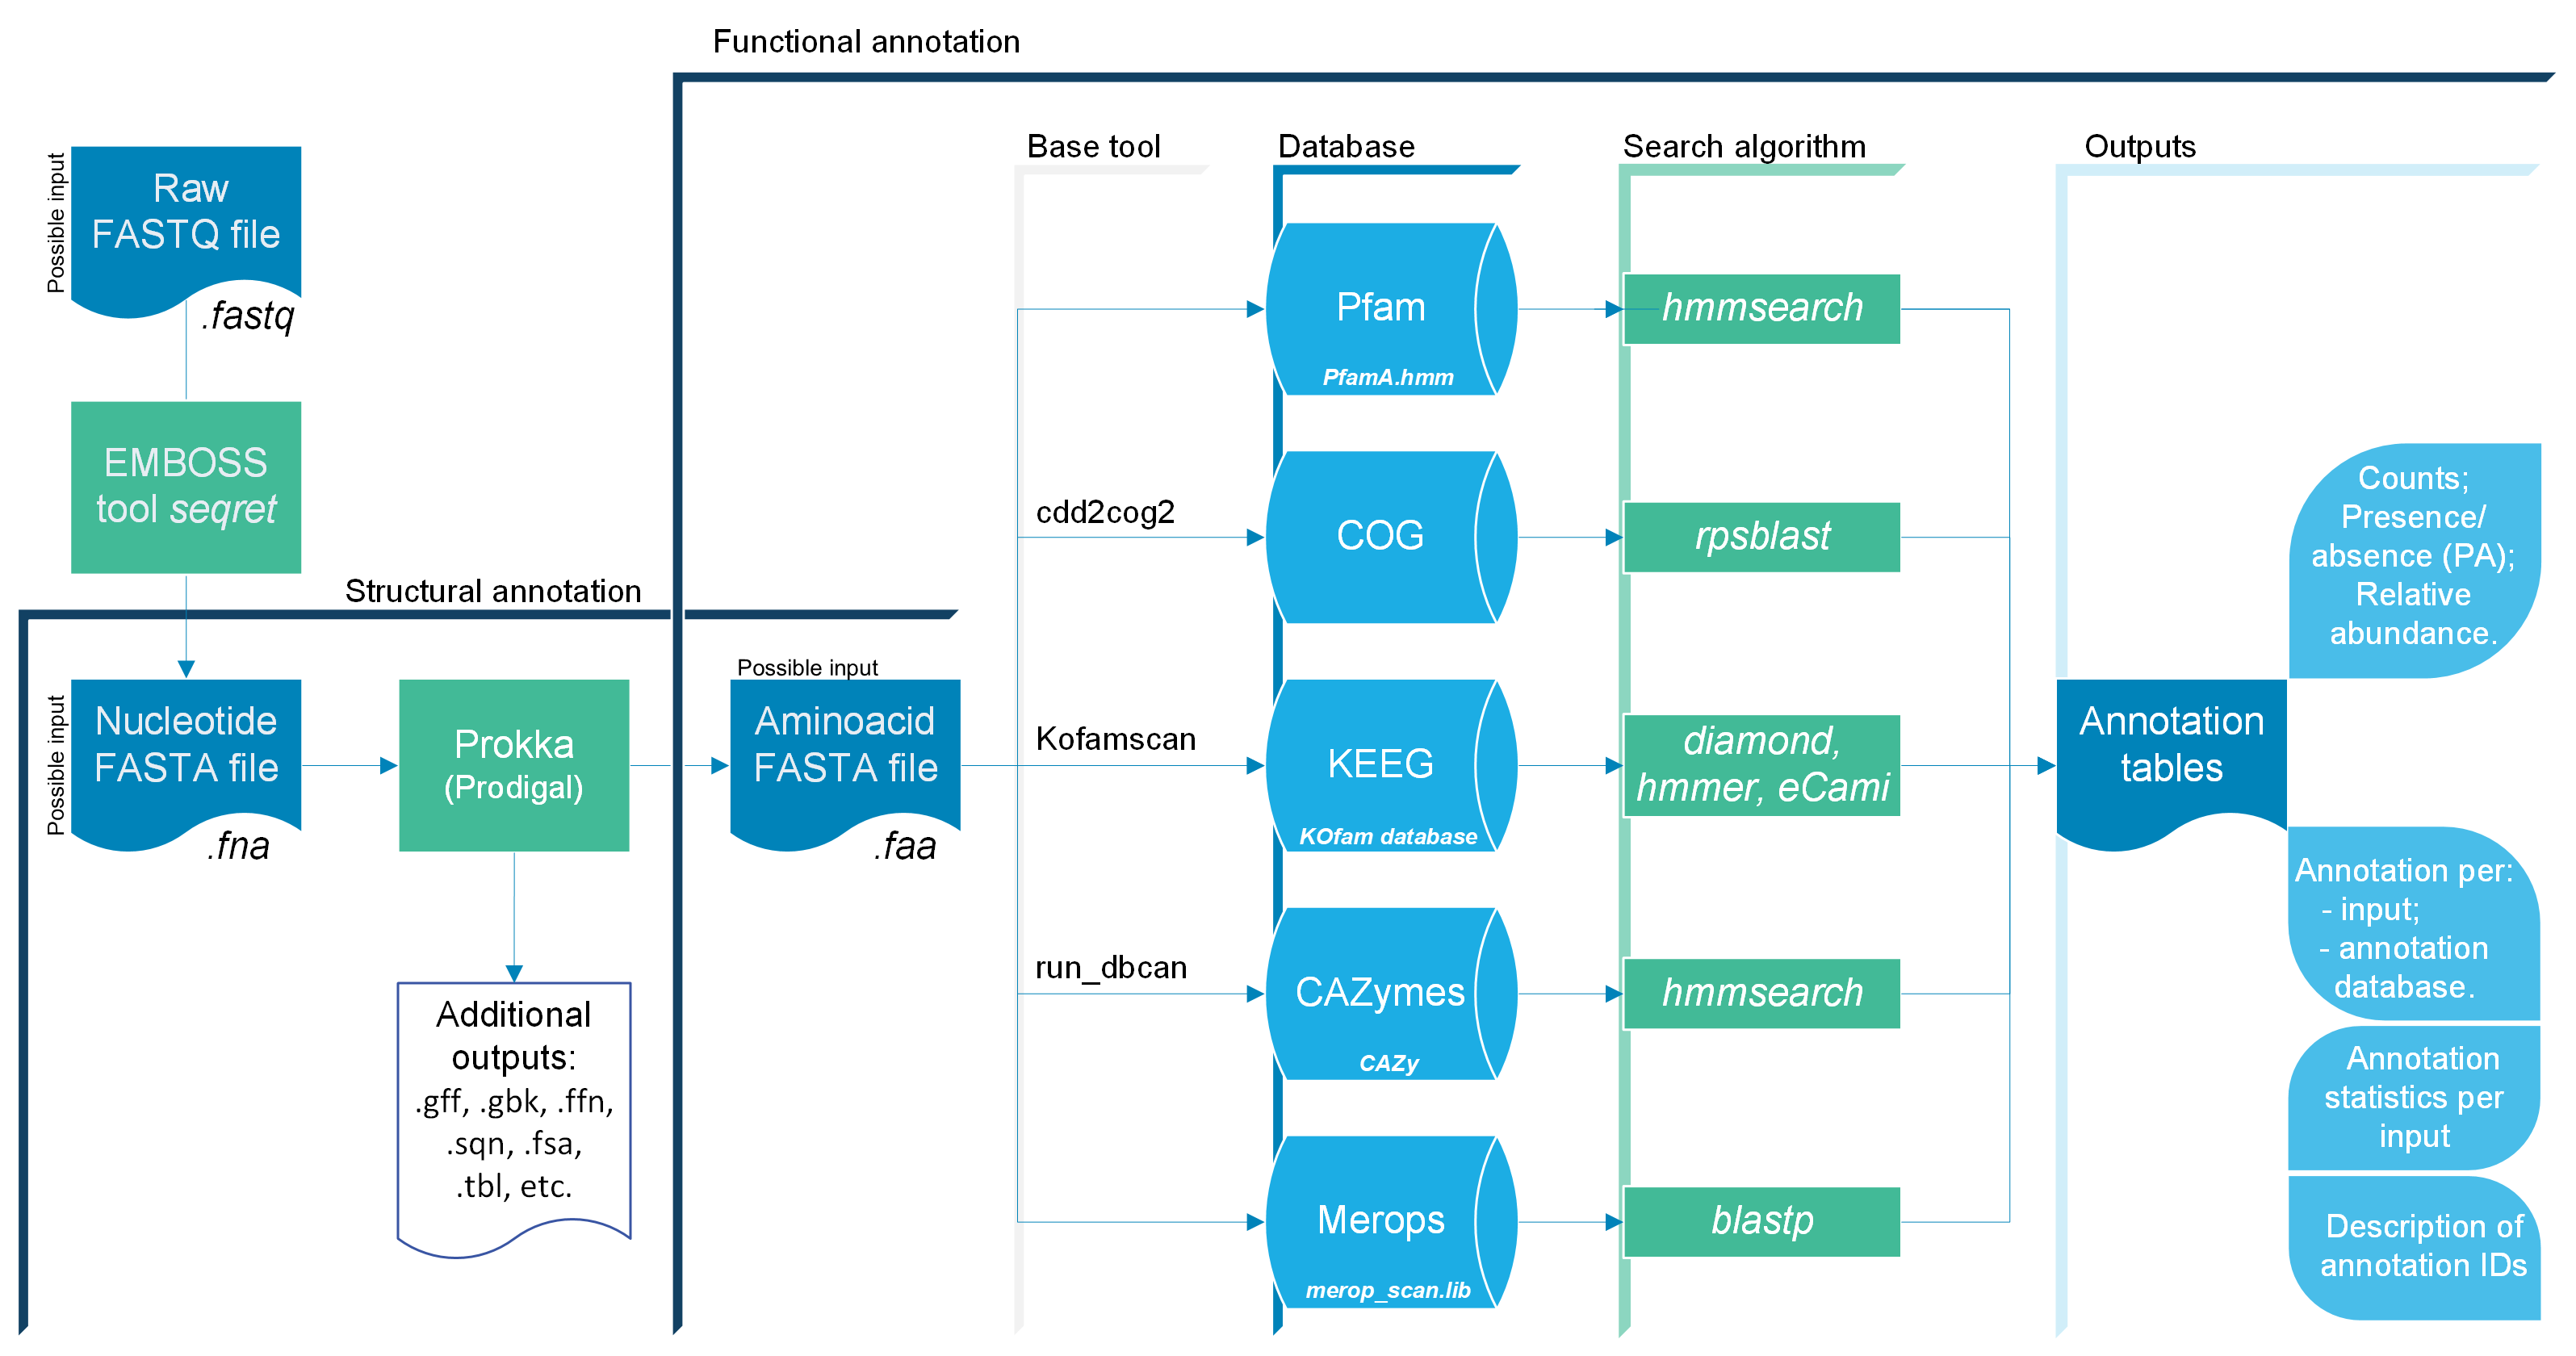 Functional annotation
Base tool
Database
Search algorithm
Outputs
Possible input
Raw
FASTQ file
.fastq
EMBOSS
tool seqret
Structural annotation
Possible input
Nucleotide
FASTA file
.fna
Prokka
(Prodigal)
Additional
outputs:
.gff, .gbk, .ffn,
.sqn, .fsa,
.tbl, etc.
Possible input
Aminoacid
FASTA file
.faa
Pfam
PfamA.hmm
hmmsearch
cdd2cog2
COG
rpsblast
Kofamscan
KEEG
KOfam database
diamond,
hmmer, eCami
run_dbcan
CAZymes
CAZy
hmmsearch
Merops
merop_scan.lib
blastp
Annotation
tables
Counts;
Presence/
absence (PA);
Relative
abundance.
Annotation per:
- input;
- annotation
database.
Annotation
statistics per
input
Description of
annotation IDs